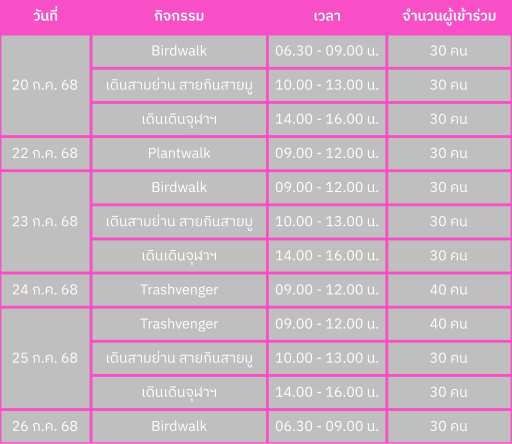 วันที่ กิจกรรม เวลา จำนวนผู้เข้าร่วม
20 ก.ค. 68 Birdwalk 06.30 - 09.00 น. 30 คน
เดินสามย่าน สายกินสายมู 10.00 - 13.00 น. 30 คน
เดินเดินจุฬาฯ 14.00 - 16.00 น. 30 คน
22 ก.ค. 68 Plantwalk 09.00 - 12.00 น. 30 คน
23 ก.ค. 68 Birdwalk 09.00 - 12.00 น. 30 คน
เดินสามย่าน สายกินสายมู 10.00 - 13.00 น. 30 คน
เดินเดินจุฬาฯ 14.00 - 16.00 น. 30 คน
24 ก.ค. 68 Trashvenger 09.00 - 12.00 น. 40 คน
25 ก.ค. 68 Trashvenger 09.00 - 12.00 น. 40 คน
เดินสามย่าน สายกินสายมู 10.00 - 13.00 น. 30 คน
เดินเดินจุฬาฯ 14.00 - 16.00 น. 30 คน
26 ก.ค. 68 Birdwalk 06.30 - 09.00 น. 30 คน